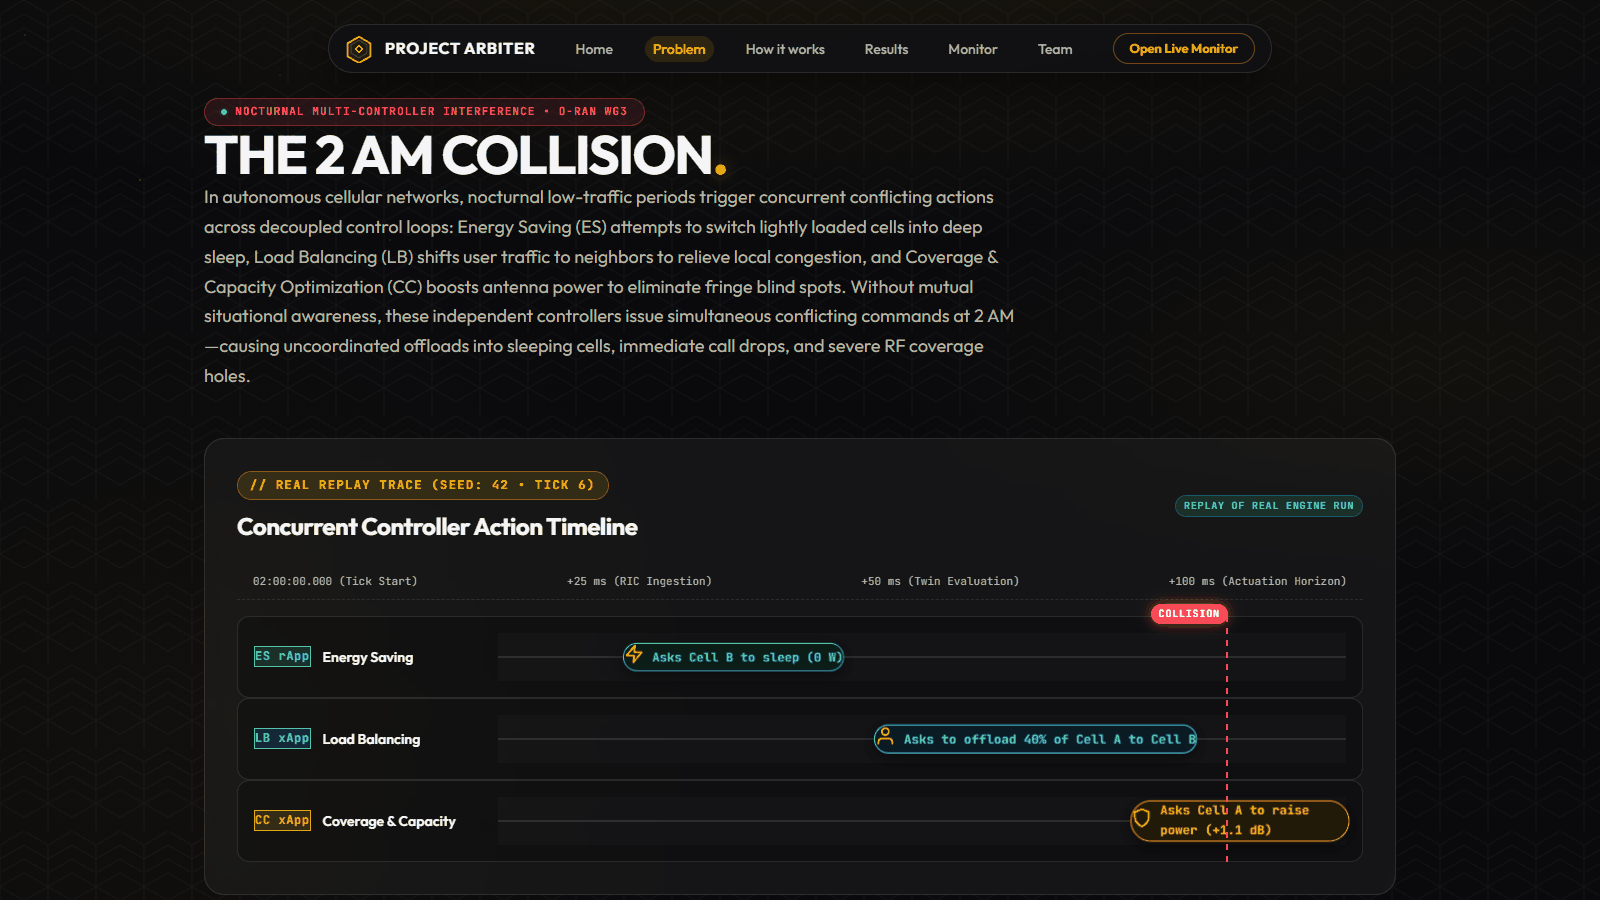 PROJECT ARBITER
Home
Problem
How it works
Results
Monitor
Team
Open Live Monitor
NOCTURNAL MULTI-CONTROLLER INTERFERENCE • O-RAN WG3
THE 2 AM COLLISION.
In autonomous cellular networks, nocturnal low-traffic periods trigger concurrent conflicting actions
across decoupled control loops: Energy Saving (ES) attempts to switch lightly loaded cells into deep
sleep, Load Balancing (LB) shifts user traffic to neighbors to relieve local congestion, and Coverage &
Capacity Optimization (CC) boosts antenna power to eliminate fringe blind spots. Without mutual
situational awareness, these independent controllers issue simultaneous conflicting commands at 2 AM
—causing uncoordinated offloads into sleeping cells, immediate call drops, and severe RF coverage
holes.
// REAL REPLAY TRACE (SEED: 42 • TICK 6)
REPLAY OF REAL ENGINE RUN
Concurrent Controller Action Timeline
02:00:00.000 (Tick Start)
+25 ms (RIC Ingestion)
+50 ms (Twin Evaluation)
+100 ms (Actuation Horizon)
COLLISION
ES rApp
Energy Saving
Asks Cell B to sleep (0 W)
LB xApp
Load Balancing
Asks to offload 40% of Cell A to Cell B
CC xApp
Coverage & Capacity
Asks Cell A to raise
power (+1.1 dB)